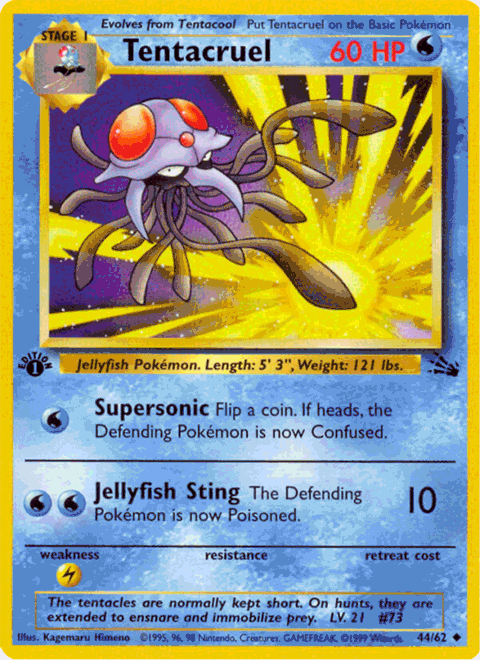 Evolves from Tentacool Put Tentacruel on the Basic Pokémon
STAGE 1
Tentacruel 60 HP
EDITION
1
Jellyfish Pokémon. Length: 5' 3", Weight: 121 lbs.
Supersonic Flip a coin. If heads, the
Defending Pokémon is now Confused.
Jellyfish Sting The Defending 10
Pokémon is now Poisoned.
weakness resistance retreat cost
The tentacles are normally kept short. On hunts, they are
extended to ensnare and immobilize prey. LV. 21 #73
Illus. Kagemaru Himeno ©1995, 96, 98 Nintendo, Creatures, GAMEFREAK. ©1999 Wizards. 44/62